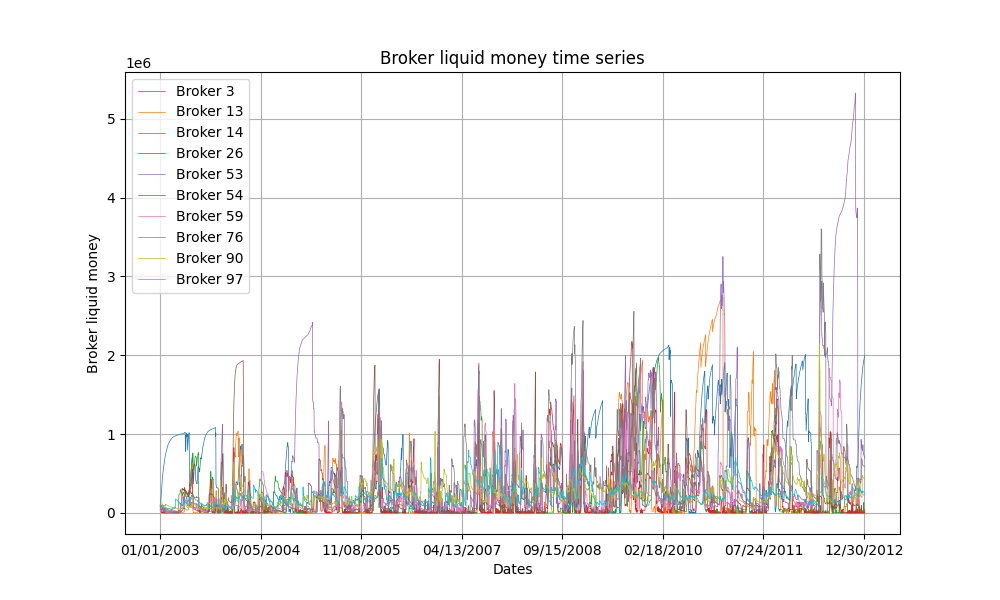 Broker liquid money time series
1e6
Broker liquid money
5
4
3
2
1
0
Broker 3
Broker 13
Broker 14
Broker 26
Broker 53
Broker 54
Broker 59
Broker 76
Broker 90
Broker 97
01/01/2003 06/05/2004 11/08/2005 04/13/2007 09/15/2008 02/18/2010 07/24/2011 12/30/2012
Dates